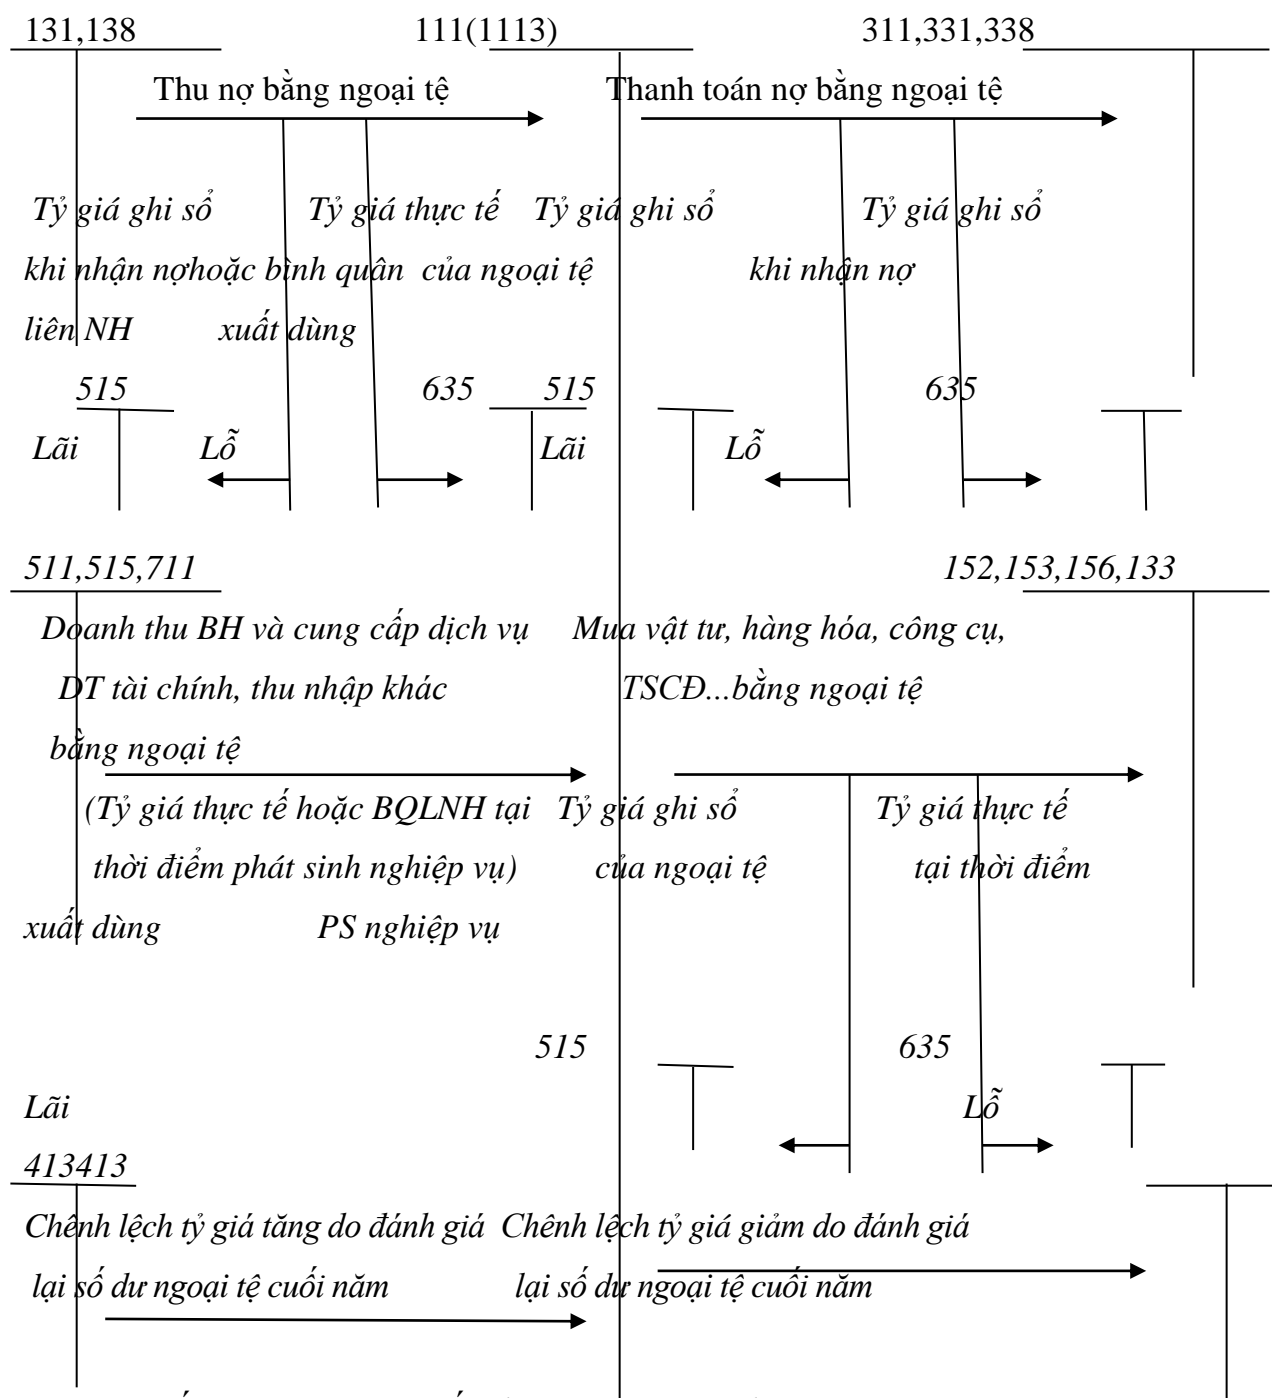 131,138 111(1113) 311,331,338
Thu nợ bằng ngoại tệ Thanh toán nợ bằng ngoại tệ
Tỷ giá ghi sổ Tỷ giá thực tế Tỷ giá ghi sổ Tỷ giá ghi sổ
khi nhận nợhoặc bình quân của ngoại tệ khi nhận nợ
liên NH xuất dùng
515 635 515 635
Lãi Lỗ Lãi Lỗ
511,515,711 152,153,156,133
Doanh thu BH và cung cấp dịch vụ Mua vật tư, hàng hóa, công cụ,
DT tài chính, thu nhập khác TSCĐ...bằng ngoại tệ
bằng ngoại tệ
(Tỷ giá thực tế hoặc BQLNH tại Tỷ giá ghi sổ Tỷ giá thực tế
thời điểm phát sinh nghiệp vụ) của ngoại tệ tại thời điểm
xuất dùng PS nghiệp vụ
515 635
Lãi Lỗ
413413
Chênh lệch tỷ giá tăng do đánh giá Chênh lệch tỷ giá giảm do đánh giá
lại số dư ngoại tệ cuối năm lại số dư ngoại tệ cuối năm